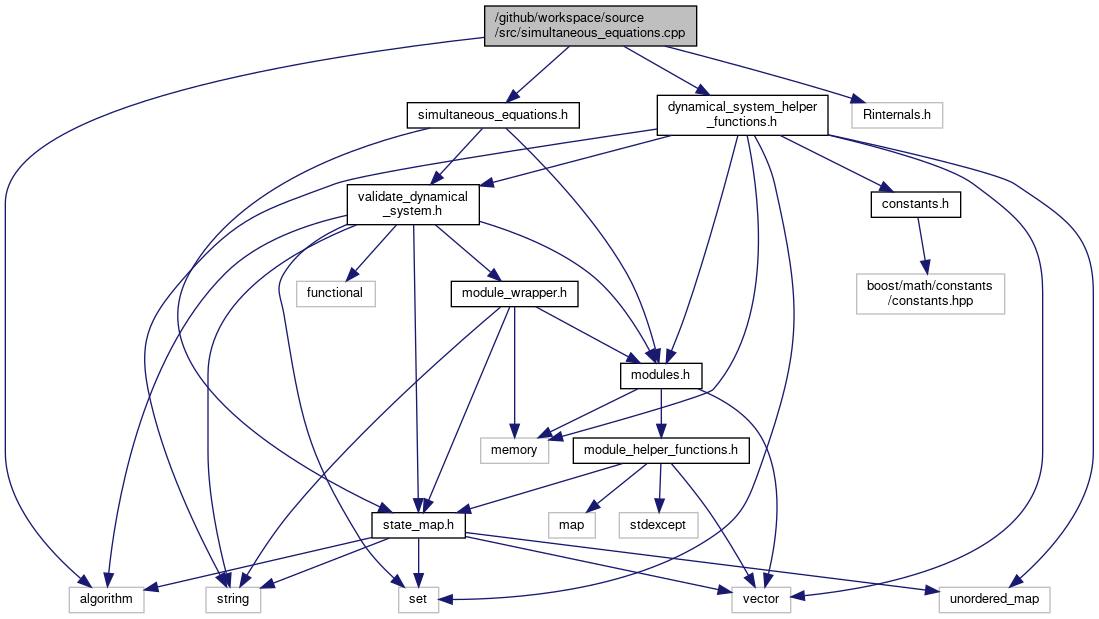 /github/workspace/source
/src/simultaneous_equations.cpp
simultaneous_equations.h
dynamical_system_helper
_functions.h
Rinternals.h
validate_dynamical
_system.h
constants.h
functional
module_wrapper.h
boost/math/constants
/constants.hpp
modules.h
memory
module_helper_functions.h
state_map.h
map
stdexcept
algorithm
string
set
vector
unordered_map